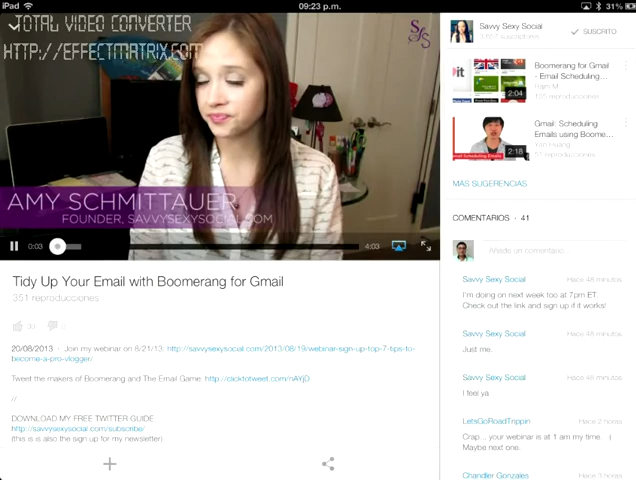 iPad
09:23 p.m.
31%
TOTAL VIDEO CONVERTER
HTTP://EFFECTMATRIX.COM
AMY SCHMITTAUER
FOUNDER, SAVVYSEXYSOCIAL.COM
0:03
4:03
Tidy Up Your Email with Boomerang for Gmail
351 reproducciones
20/08/2013 - Join my webinar on 8/21/13: http://savvysexysocial.com/2013/08/19/webinar-sign-up-top-7-tips-to-
become-a-pro-vlogger/
Tweet the makers of Boomerang and The Email Game: http://clicktotweet.com/nAYjD
//
DOWNLOAD MY FREE TWITTER GUIDE
http://savvysexysocial.com/subscribe/
(this is is also the sign up for my newsletter)
Savvy Sexy Social
SUSCRITO
Boomerang for Gmail
- Email Scheduling...
2:04
Gmail: Scheduling
Emails using Boome...
51 reproducciones
2:18
MÁS SUGERENCIAS
COMENTARIOS · 41
Añade un comentario...
Savvy Sexy Social
Hace 48 minutos
I'm doing on next week too at 7pm ET.
Check out the link and sign up if it works!
Savvy Sexy Social
Hace 48 minutos
Just me.
Savvy Sexy Social
Hace 48 minutos
I feel ya
LetsGoRoadTrippin
Hace 2 horas
Crap... your webinar is at 1 am my time. :(
Maybe next one.
Chandler Gonzales
Hace 3 horas